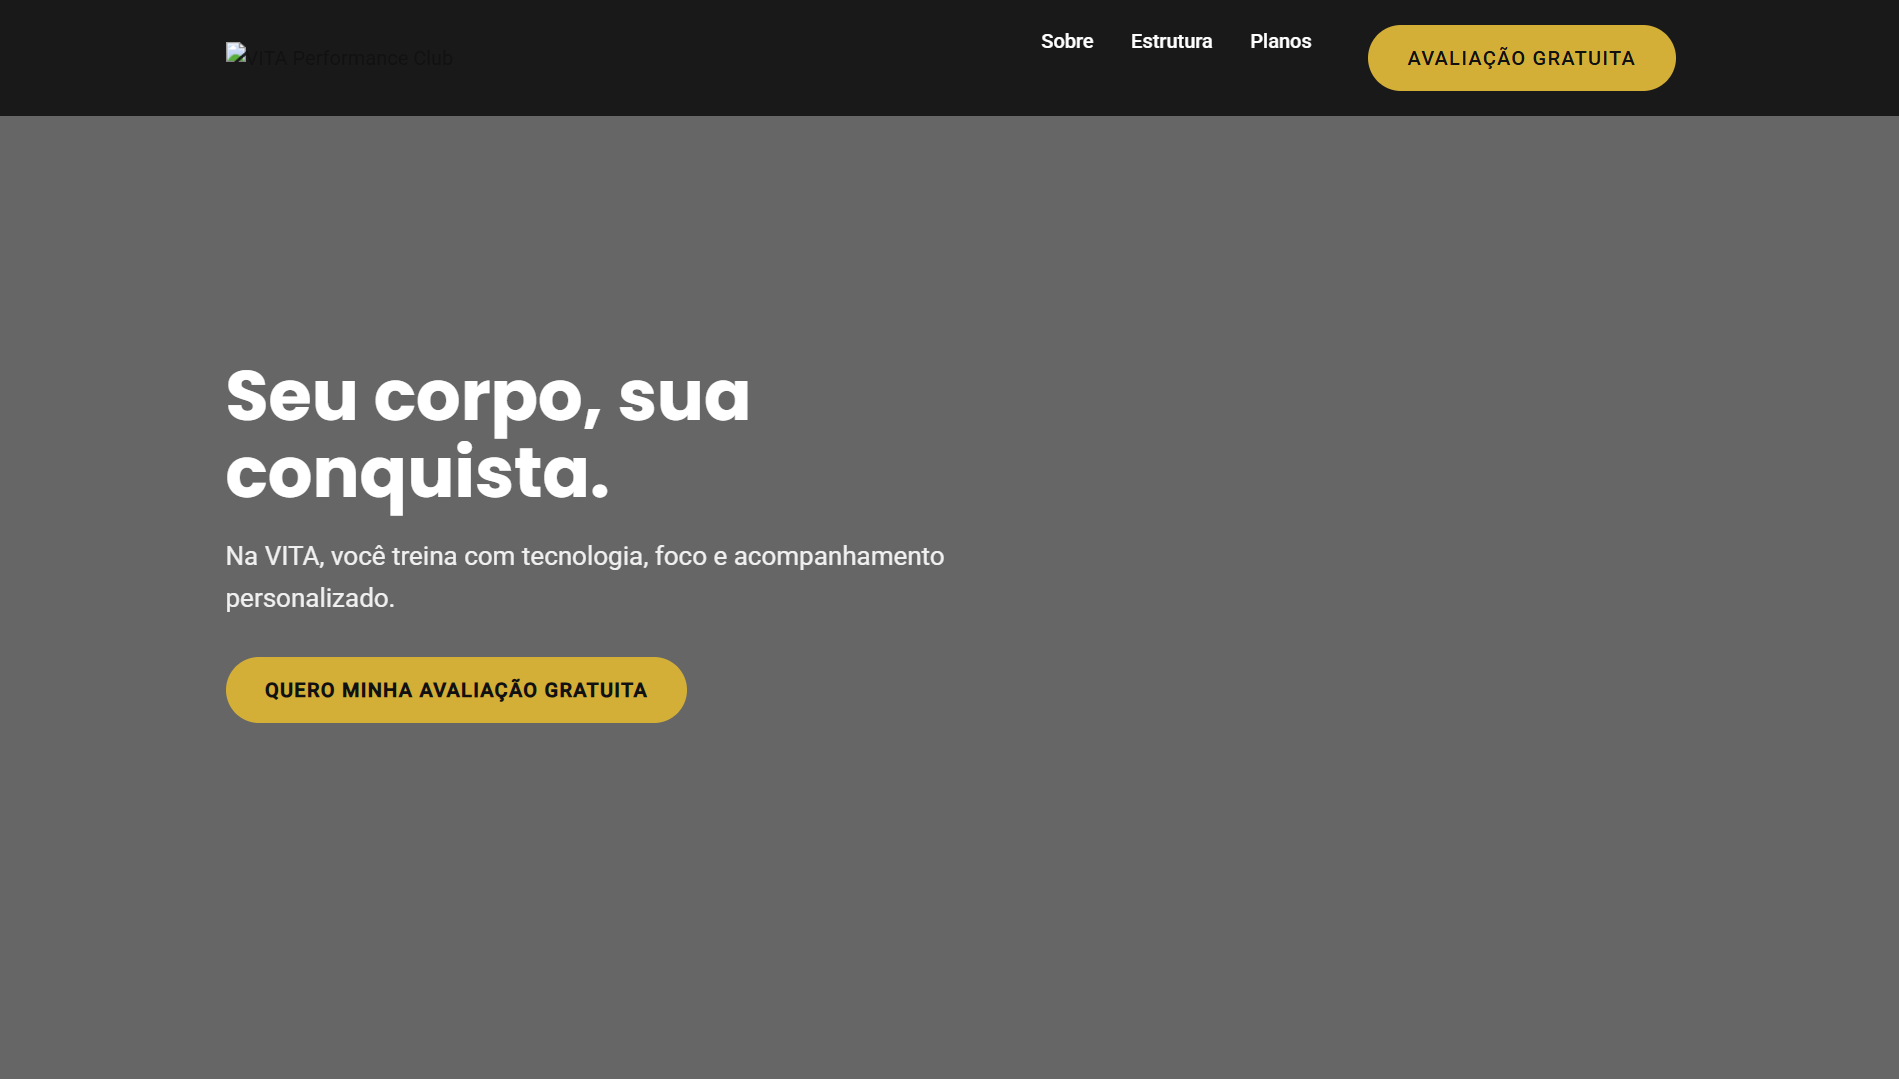 VITA Performance Club
Sobre
Estrutura
Planos
AVALIAÇÃO GRATUITA
Seu corpo, sua
conquista.
Na VITA, você treina com tecnologia, foco e acompanhamento
personalizado.
QUERO MINHA AVALIAÇÃO GRATUITA